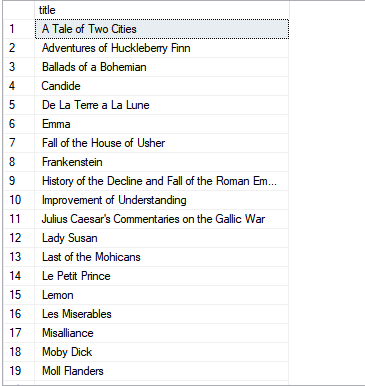 title
1 A Tale of Two Cities
2 Adventures of Huckleberry Finn
3 Ballads of a Bohemian
4 Candide
5 De La Terre a La Lune
6 Emma
7 Fall of the House of Usher
8 Frankenstein
9 History of the Decline and Fall of the Roman Em...
10 Improvement of Understanding
11 Julius Caesar's Commentaries on the Gallic War
12 Lady Susan
13 Last of the Mohicans
14 Le Petit Prince
15 Lemon
16 Les Miserables
17 Misalliance
18 Moby Dick
19 Moll Flanders